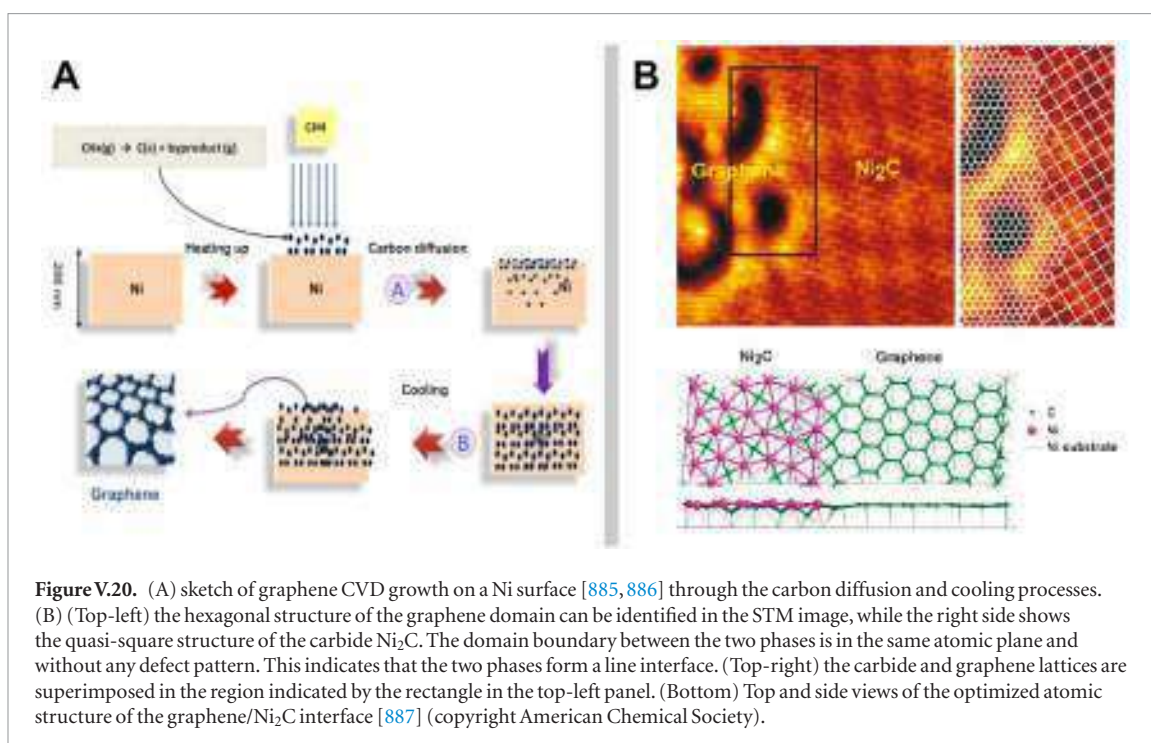 A
CH4
CH4(g) → C(s) + byproduct(g)
Heating up
Carbon diffusion
Ni
Ni
A
Ni
Cooling
B
Graphene
B
Graphene
Ni₂C
Ni₂C
Graphene
C
Ni
Ni substrate
Figure V.20. (A) sketch of graphene CVD growth on a Ni surface [885, 886] through the carbon diffusion and cooling processes.
(B) (Top-left) the hexagonal structure of the graphene domain can be identified in the STM image, while the right side shows
the quasi-square structure of the carbide Ni₂C. The domain boundary between the two phases is in the same atomic plane and
without any defect pattern. This indicates that the two phases form a line interface. (Top-right) the carbide and graphene lattices are
superimposed in the region indicated by the rectangle in the top-left panel. (Bottom) Top and side views of the optimized atomic
structure of the graphene/Ni₂C interface [887] (copyright American Chemical Society).